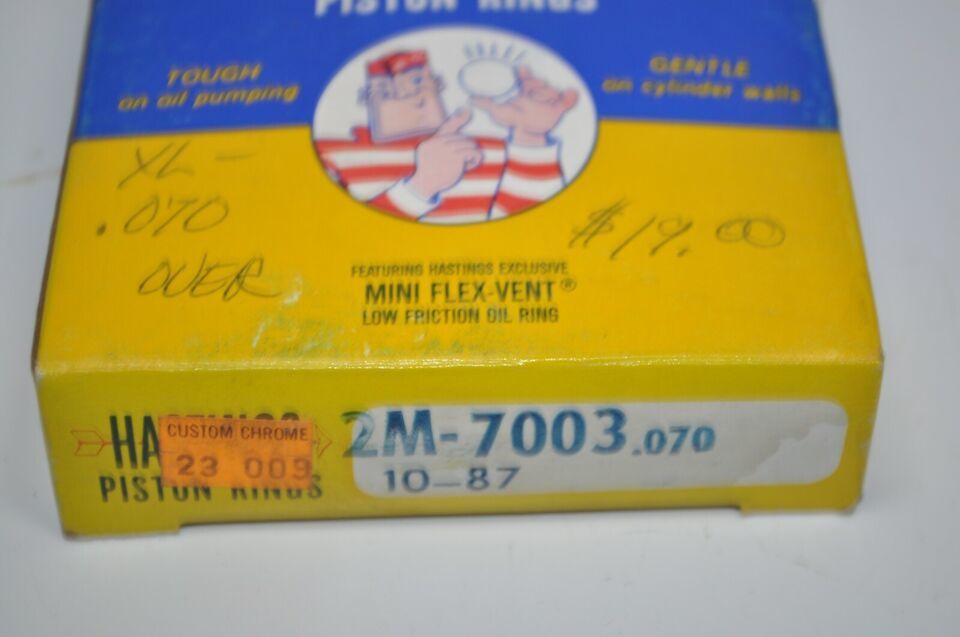 PISTON RINGS
TOUGH
on oil pumping
GENTLE
on cylinder walls
XL -
.070
OVER
$19.00
FEATURING HASTINGS EXCLUSIVE
MINI FLEX-VENT®
LOW FRICTION OIL RING
HASTINGS
PISTON RINGS
CUSTOM CHROME
23 009
2M-7003.070
10-87